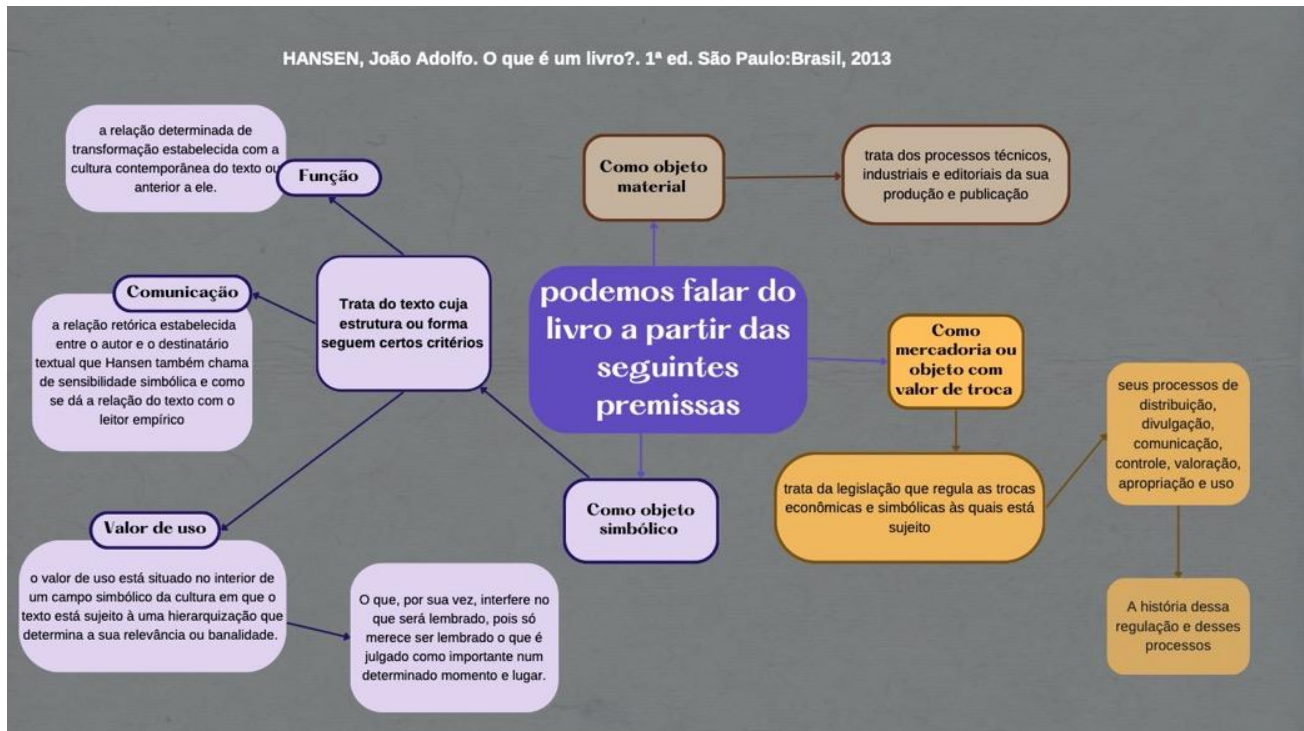 HANSEN, João Adolfo. O que é um livro?. 1ª ed. São Paulo:Brasil, 2013
a relação determinada de
transformação estabelecida com a
cultura contemporânea do texto ou
anterior a ele.
Função
Comunicação
a relação retórica estabelecida
entre o autor e o destinatário
textual que Hansen também chama
de sensibilidade simbólica e como
se dá a relação do texto com o
leitor empírico
Trata do texto cuja
estrutura ou forma
seguem certos critérios
Valor de uso
o valor de uso está situado no interior de
um campo simbólico da cultura em que o
texto está sujeito à uma hierarquização que
determina a sua relevância ou banalidade.
O que, por sua vez, interfere no
que será lembrado, pois só
merece ser lembrado o que é
julgado como importante num
determinado momento e lugar.
Como objeto
material
trata dos processos técnicos,
industriais e editoriais da sua
produção e publicação
podemos falar do
livro a partir das
seguintes
premissas
Como objeto
simbólico
Como
mercadoria ou
objeto com
valor de troca
trata da legislação que regula as trocas
econômicas e simbólicas às quais está
sujeito
seus processos de
distribuição,
divulgação,
comunicação,
controle, valoração,
apropriação e uso
A história dessa
regulação e desses
processos